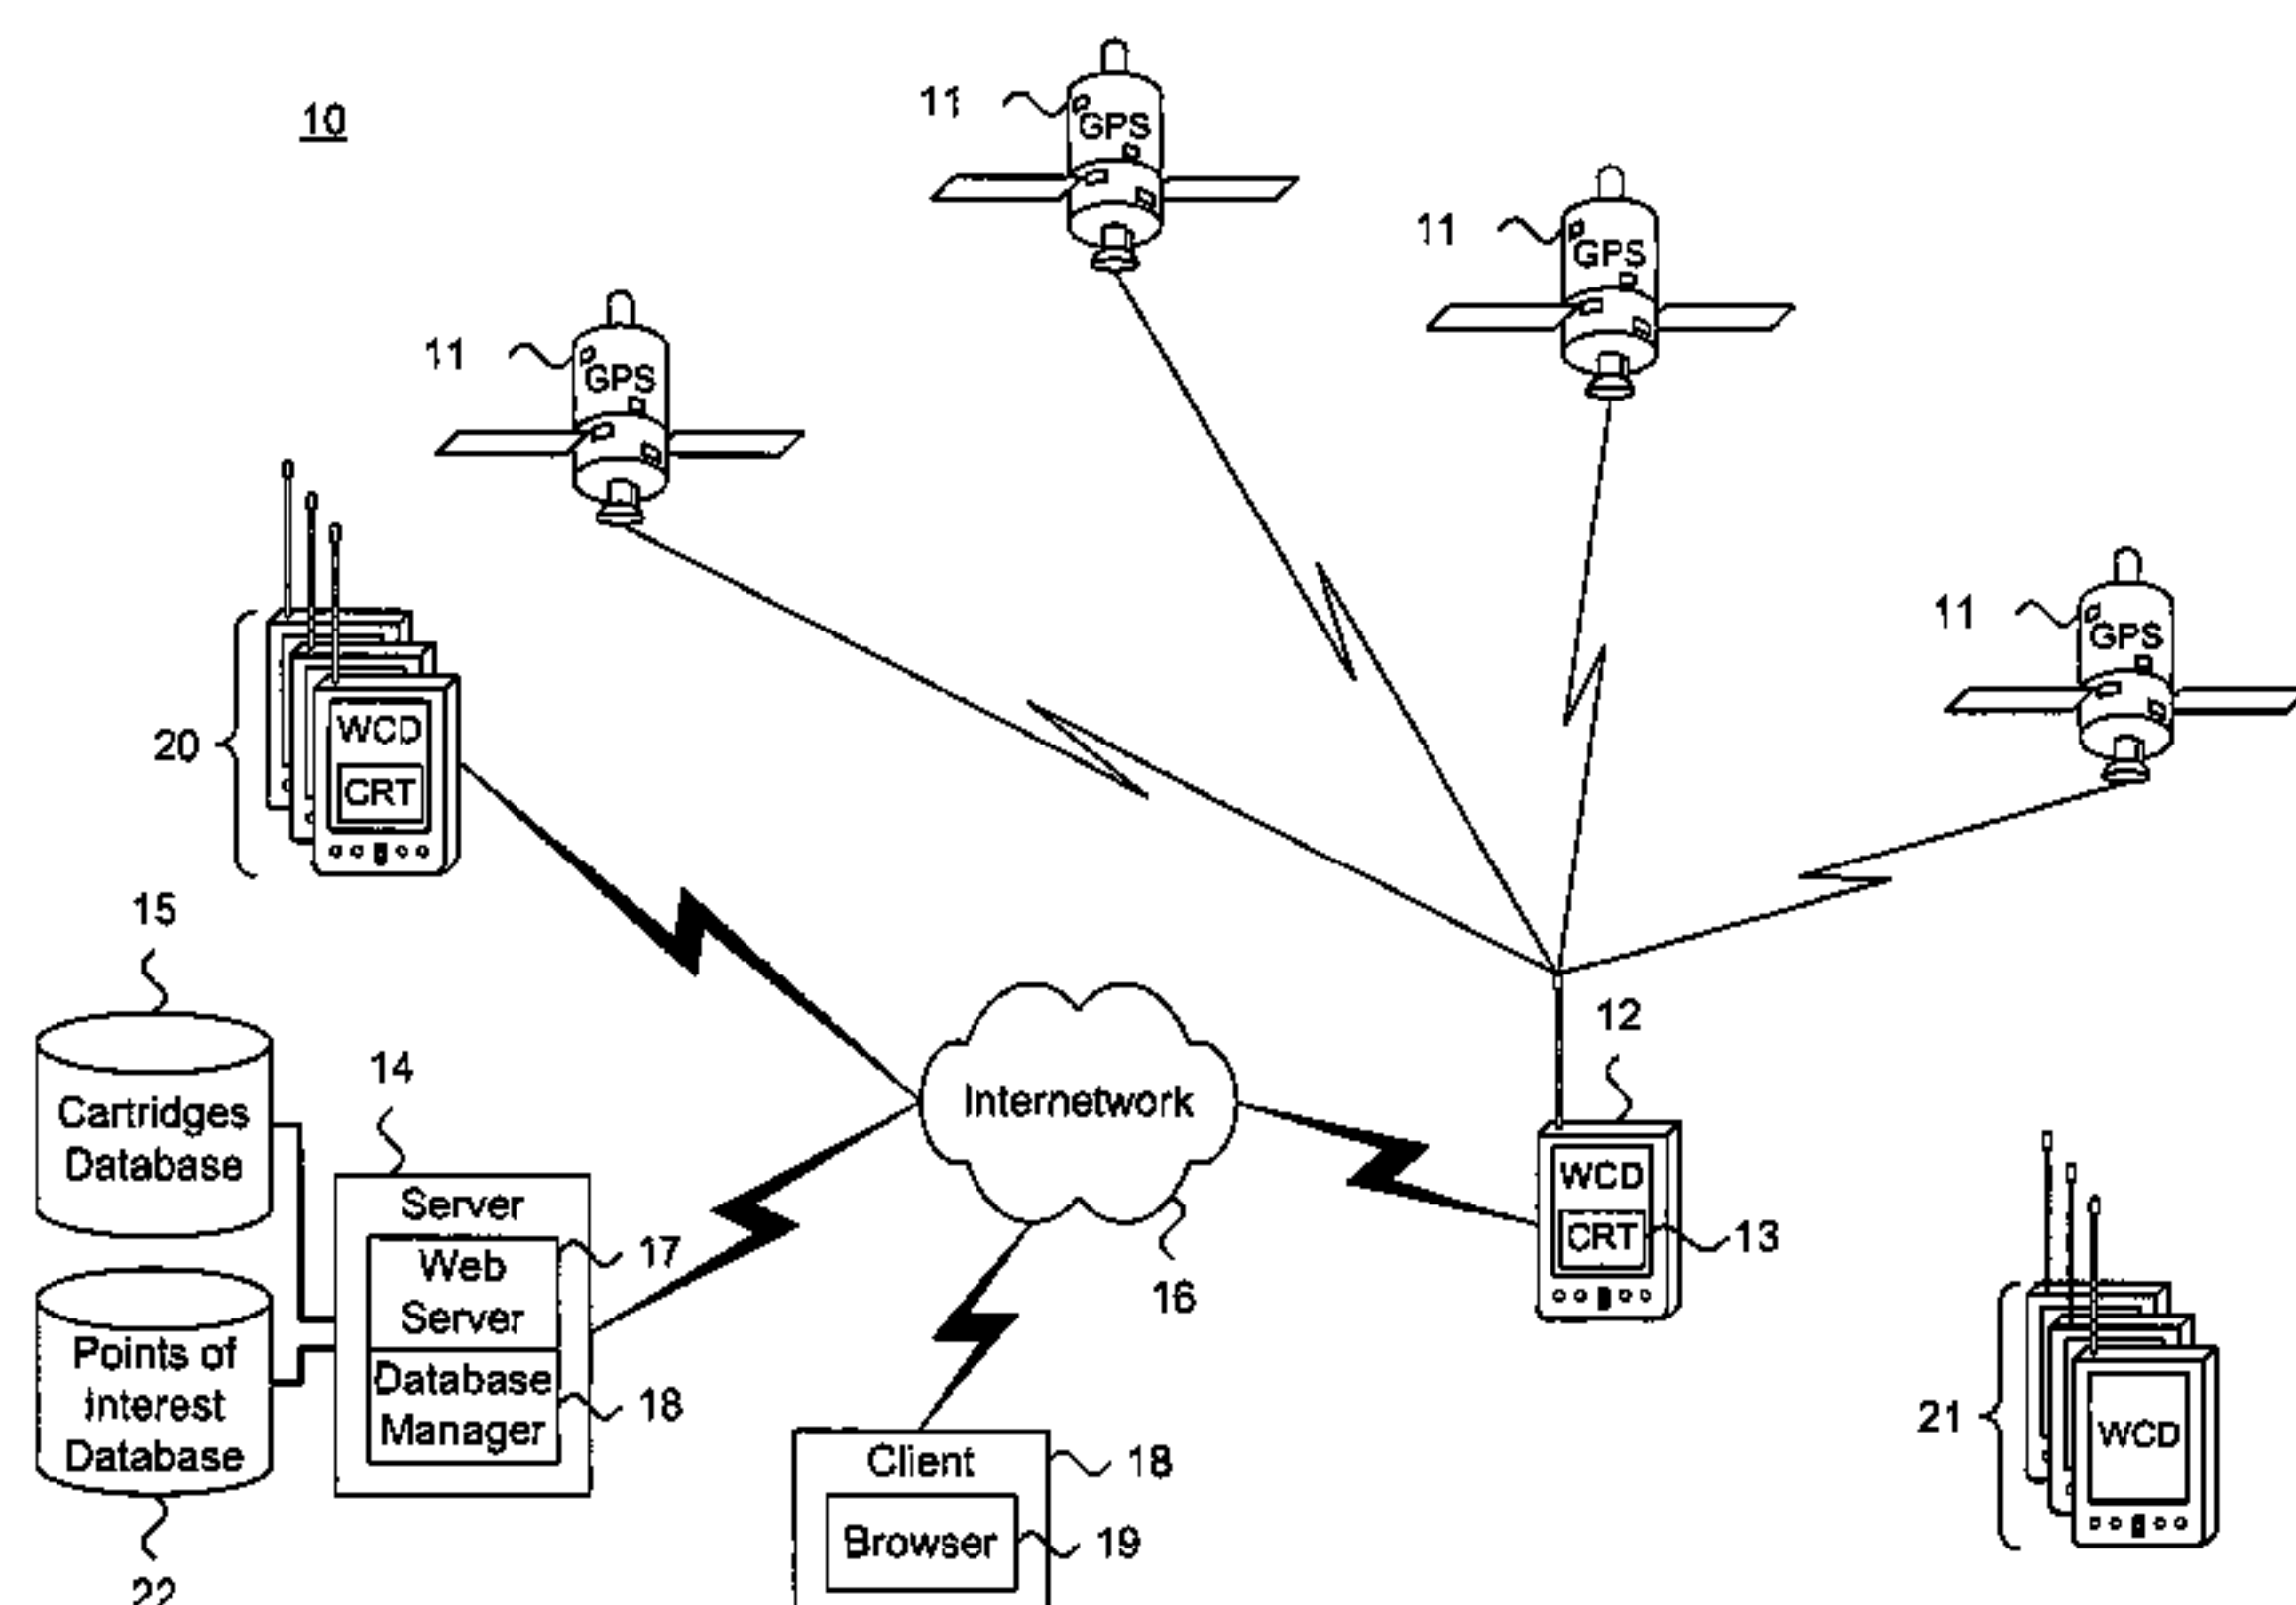 10
11
GPS
11
GPS
11
GPS
11
GPS
20
WCD
CRT
15
Cartridges
Database
14
Server
Web
Server
17
Database
Manager
18
Points of
Interest
Database
22
Internetwork
16
12
WCD
CRT
13
Client
18
Browser
19
21
WCD